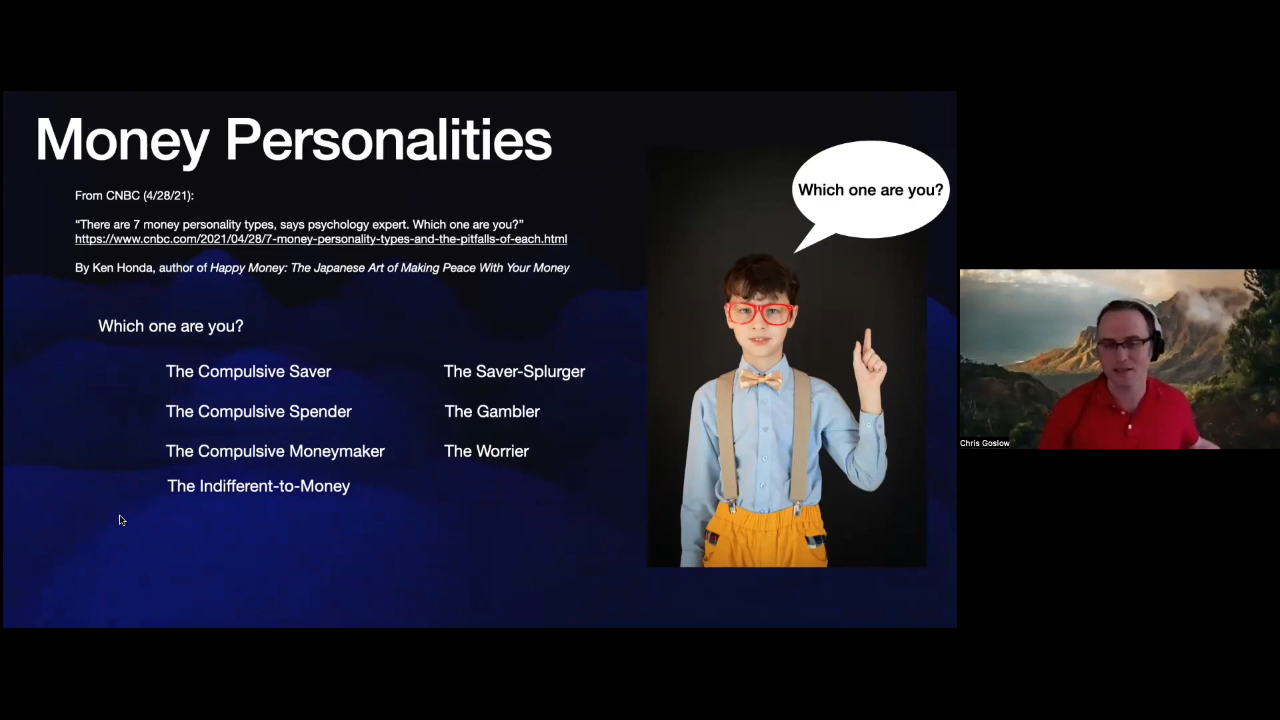 Money Personalities
From CNBC (4/28/21):
“There are 7 money personality types, says psychology expert. Which one are you?”
https://www.cnbc.com/2021/04/28/7-money-personality-types-and-the-pitfalls-of-each.html
By Ken Honda, author of Happy Money: The Japanese Art of Making Peace With Your Money
Which one are you?
The Compulsive Saver
The Compulsive Spender
The Compulsive Moneymaker
The Indifferent-to-Money
The Saver-Splurger
The Gambler
The Worrier
Which one are you?
Chris Goslow